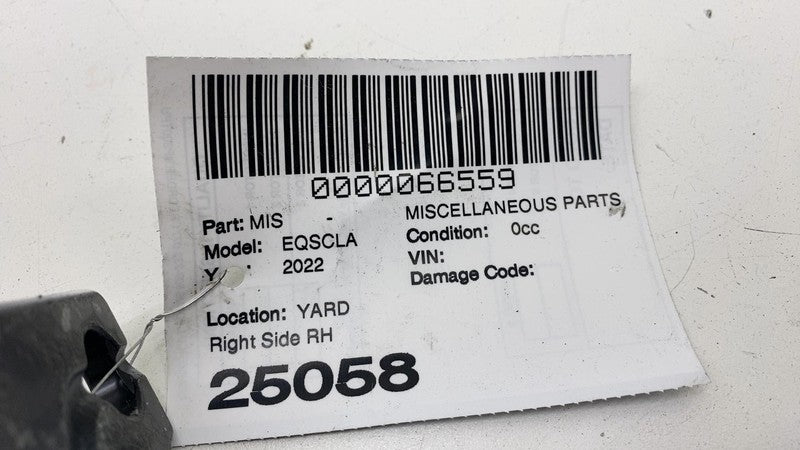 0000066559
Part: MIS - MISCELLANEOUS PARTS
Model: EQSCLA Condition: 0cc
Y : 2022 VIN:
Damage Code:
Location: YARD
Right Side RH
25058